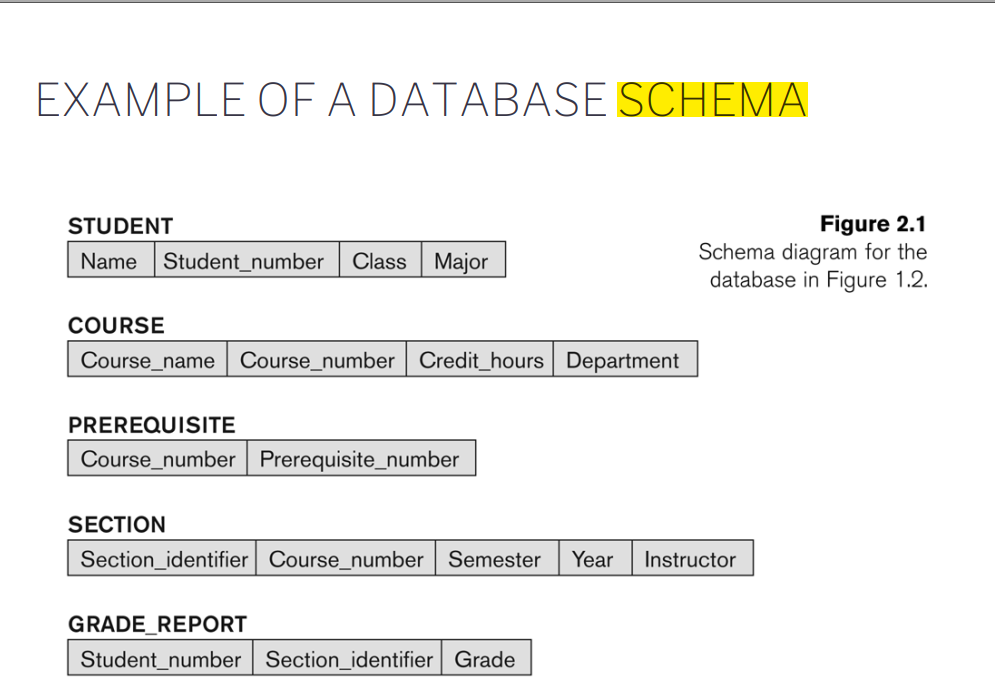 EXAMPLE OF A DATABASE SCHEMA
STUDENT
Name Student_number Class Major
Figure 2.1
Schema diagram for the
database in Figure 1.2.
COURSE
Course_name Course_number Credit_hours Department
PREREQUISITE
Course_number Prerequisite_number
SECTION
Section_identifier Course_number Semester Year Instructor
GRADE_REPORT
Student_number Section_identifier Grade